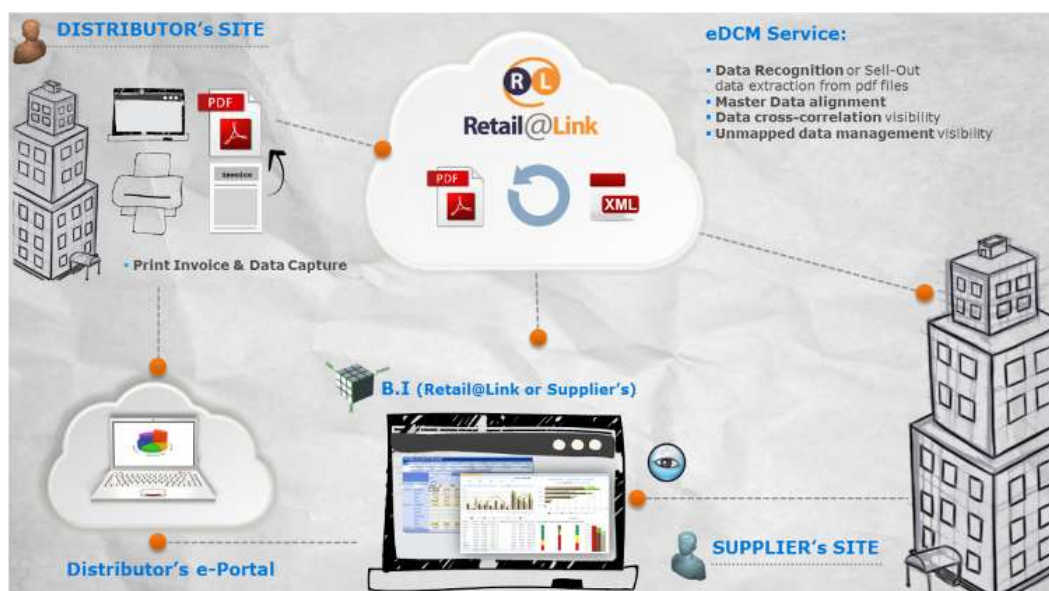 DISTRIBUTOR's SITE
PDF
Invoice
• Print Invoice & Data Capture
RL
Retail@Link
PDF
XML
eDCM Service:
▪ Data Recognition or Sell-Out
data extraction from pdf files
▪ Master Data alignment
▪ Data cross-correlation visibility
▪ Unmapped data management visibility
B.I (Retail@Link or Supplier's)
Distributor's e-Portal
SUPPLIER's SITE